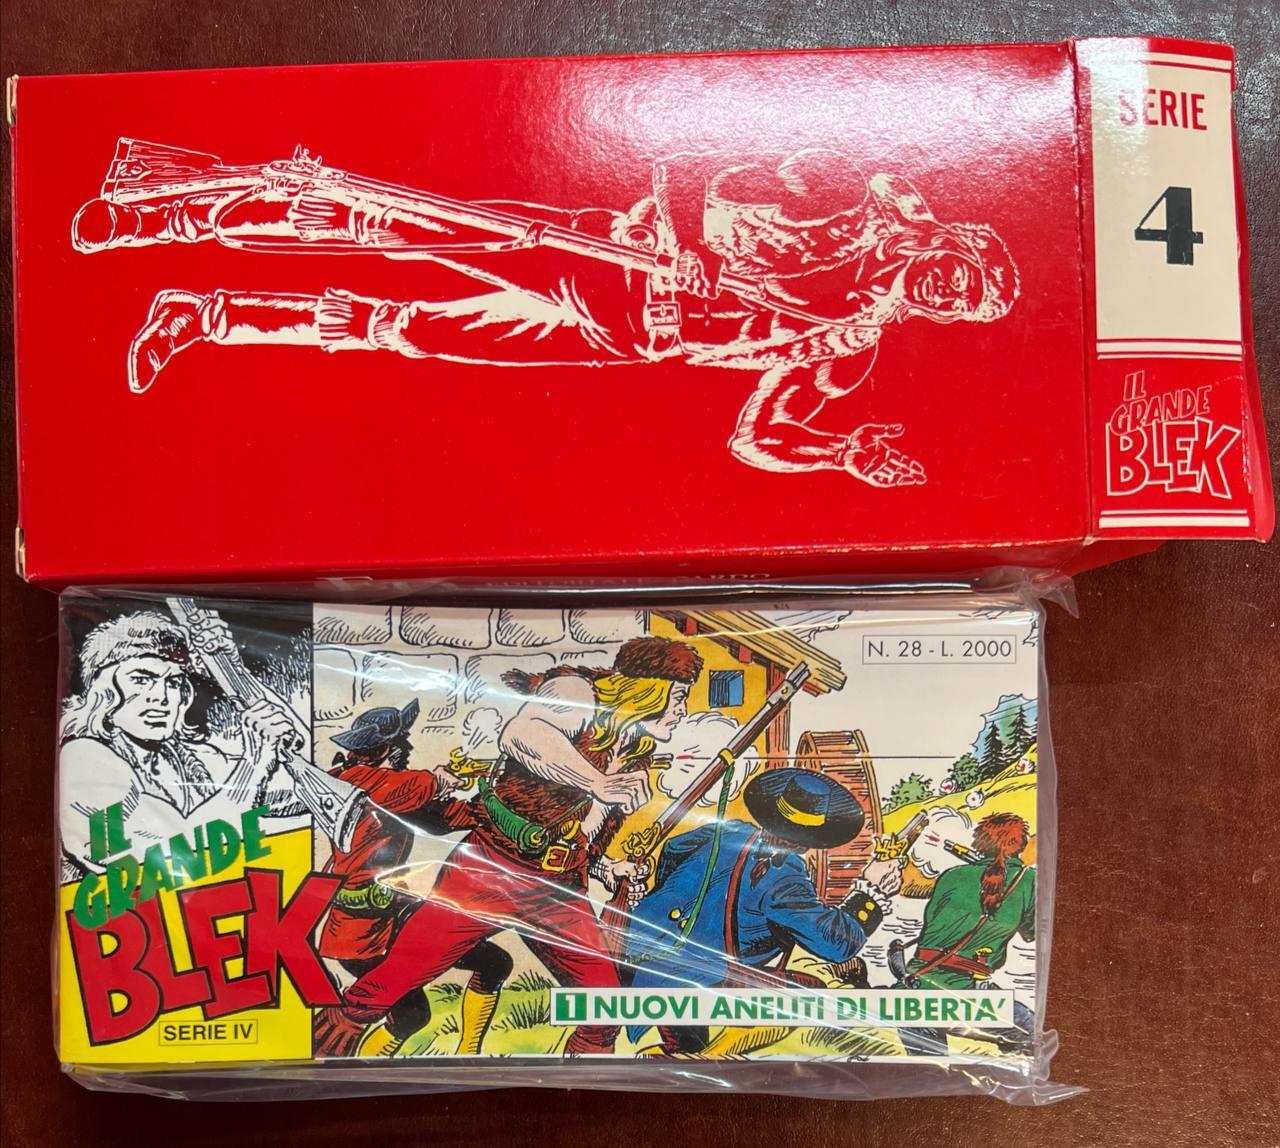 SERIE
4
IL
GRANDE
BLEK
N. 28 - L. 2000
IL
GRANDE
BLEK
SERIE IV
1 NUOVI ANELITI DI LIBERTA'